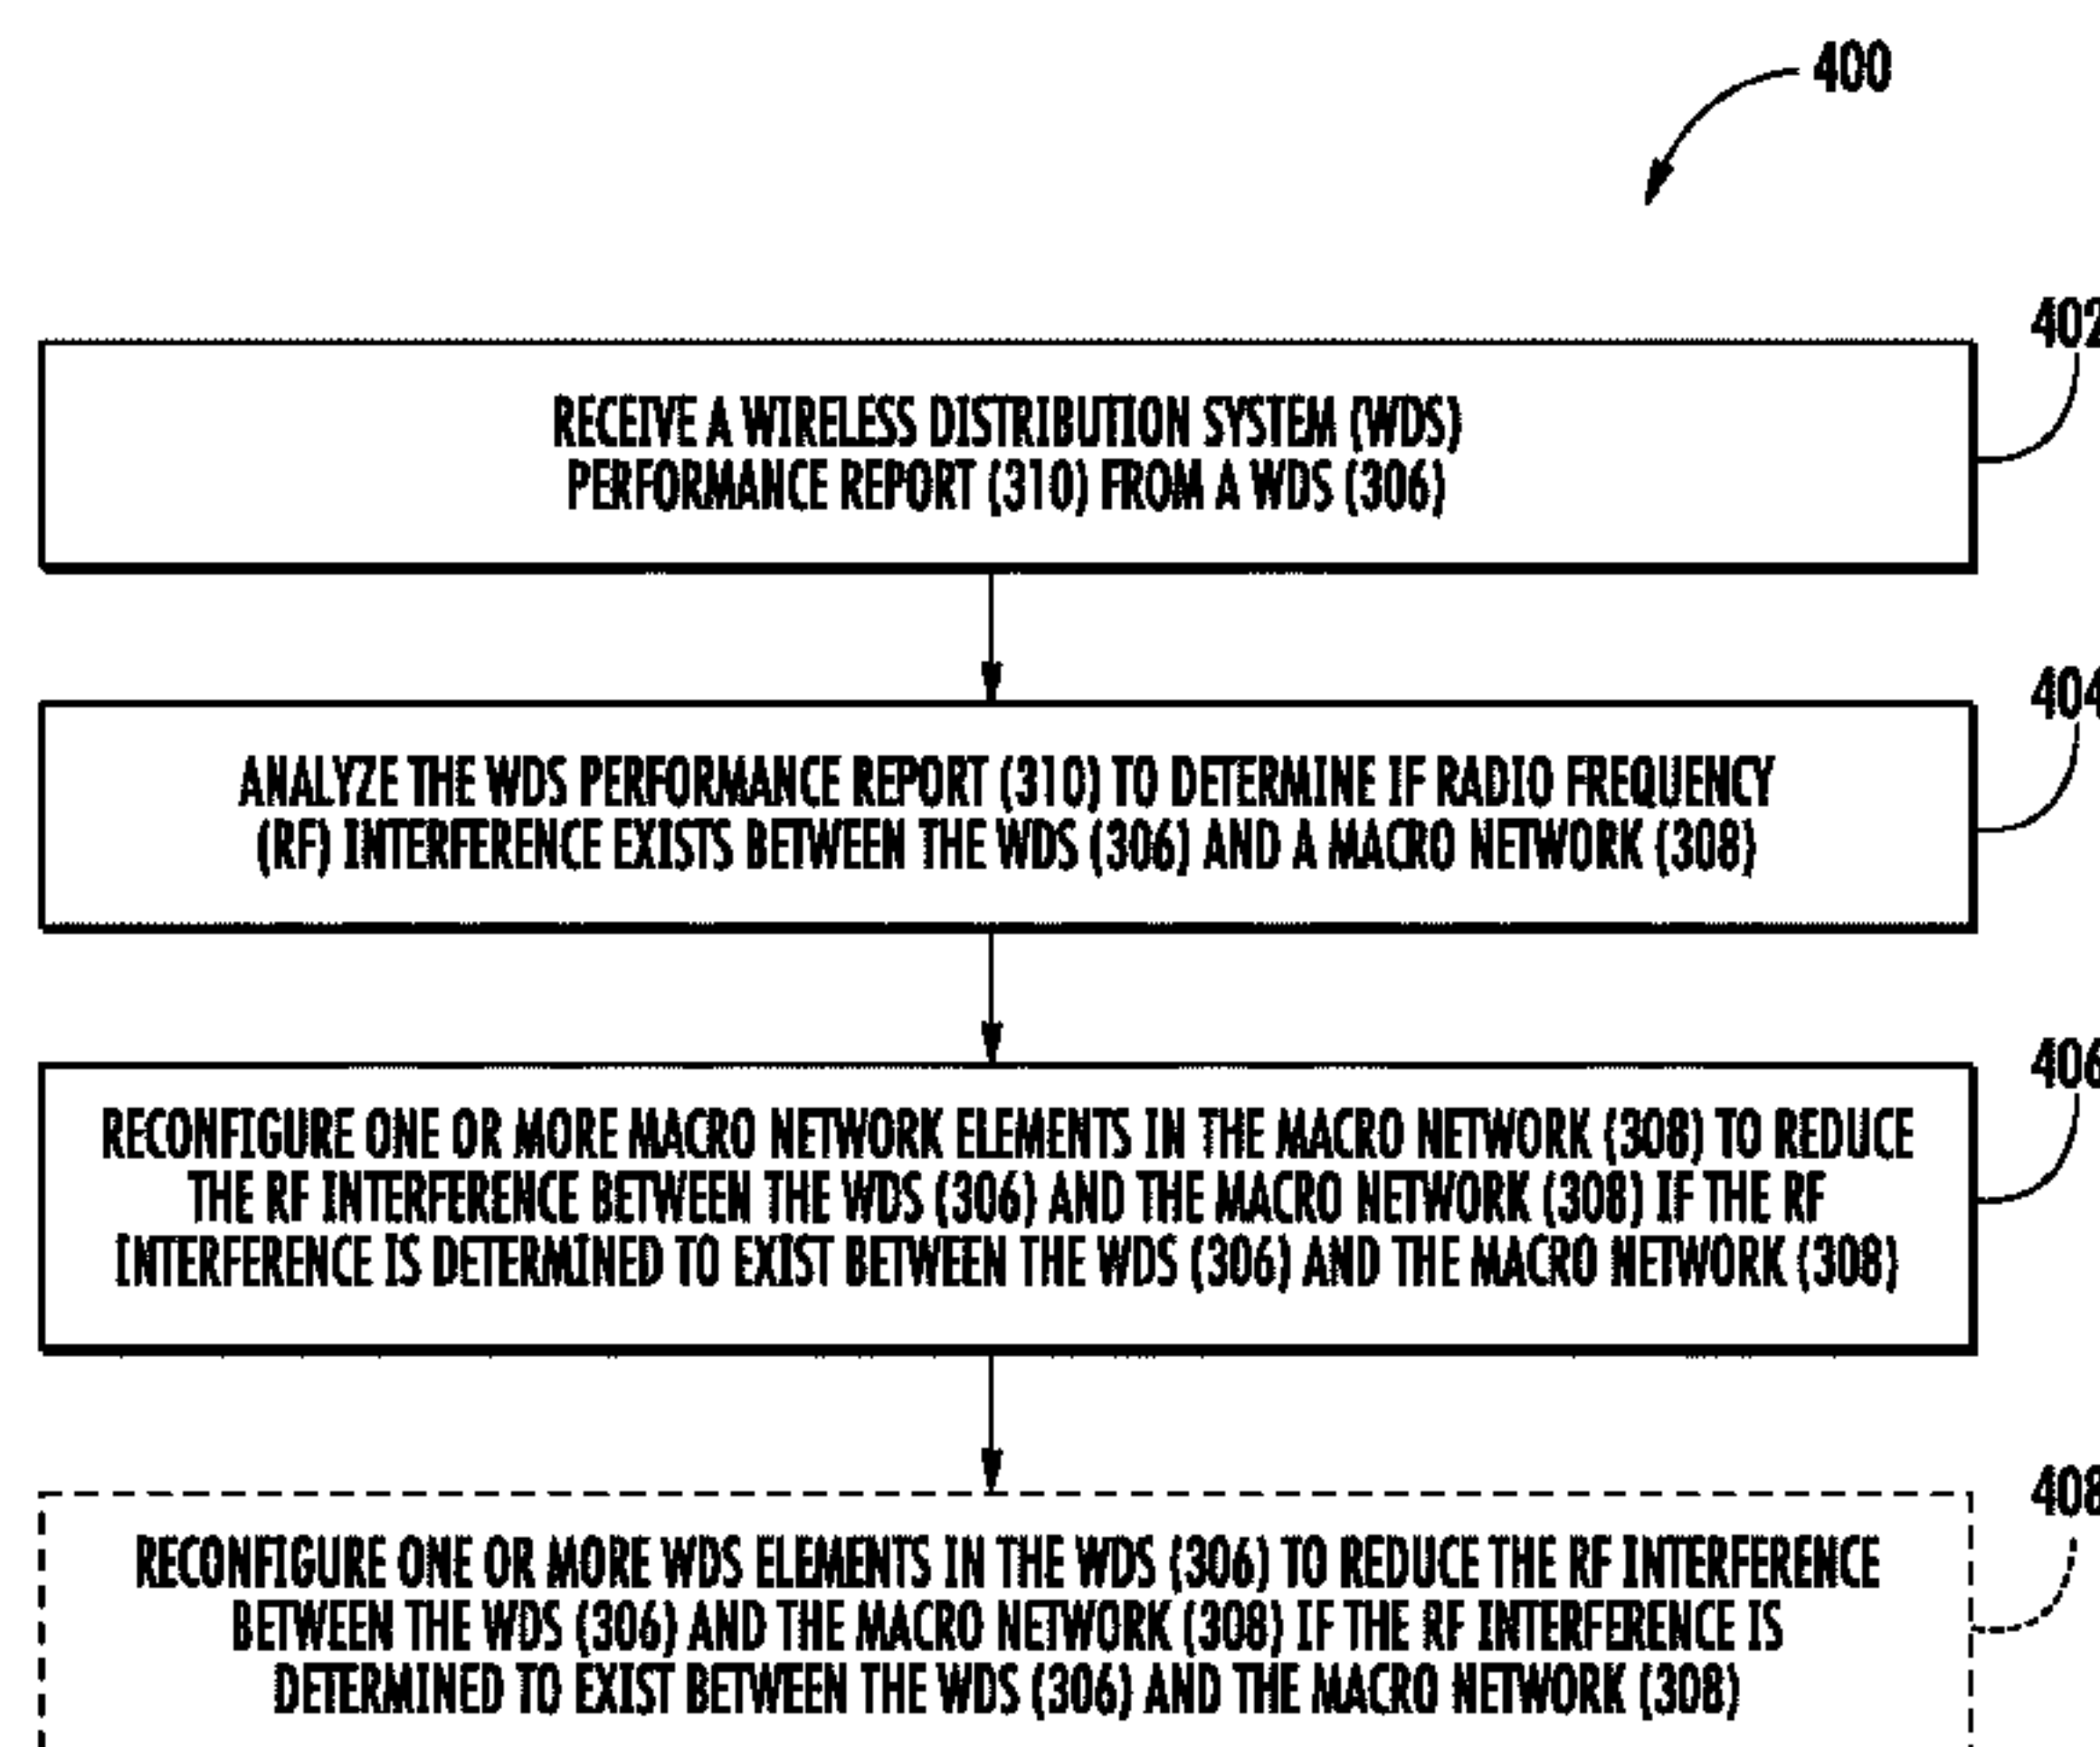 400
402
RECEIVE A WIRELESS DISTRIBUTION SYSTEM (WDS)
PERFORMANCE REPORT (310) FROM A WDS (306)
404
ANALYZE THE WDS PERFORMANCE REPORT (310) TO DETERMINE IF RADIO FREQUENCY
(RF) INTERFERENCE EXISTS BETWEEN THE WDS (306) AND A MACRO NETWORK (308)
406
RECONFIGURE ONE OR MORE MACRO NETWORK ELEMENTS IN THE MACRO NETWORK (308) TO REDUCE
THE RF INTERFERENCE BETWEEN THE WDS (306) AND THE MACRO NETWORK (308) IF THE RF
INTERFERENCE IS DETERMINED TO EXIST BETWEEN THE WDS (306) AND THE MACRO NETWORK (308)
408
RECONFIGURE ONE OR MORE WDS ELEMENTS IN THE WDS (306) TO REDUCE THE RF INTERFERENCE
BETWEEN THE WDS (306) AND THE MACRO NETWORK (308) IF THE RF INTERFERENCE IS
DETERMINED TO EXIST BETWEEN THE WDS (306) AND THE MACRO NETWORK (308)